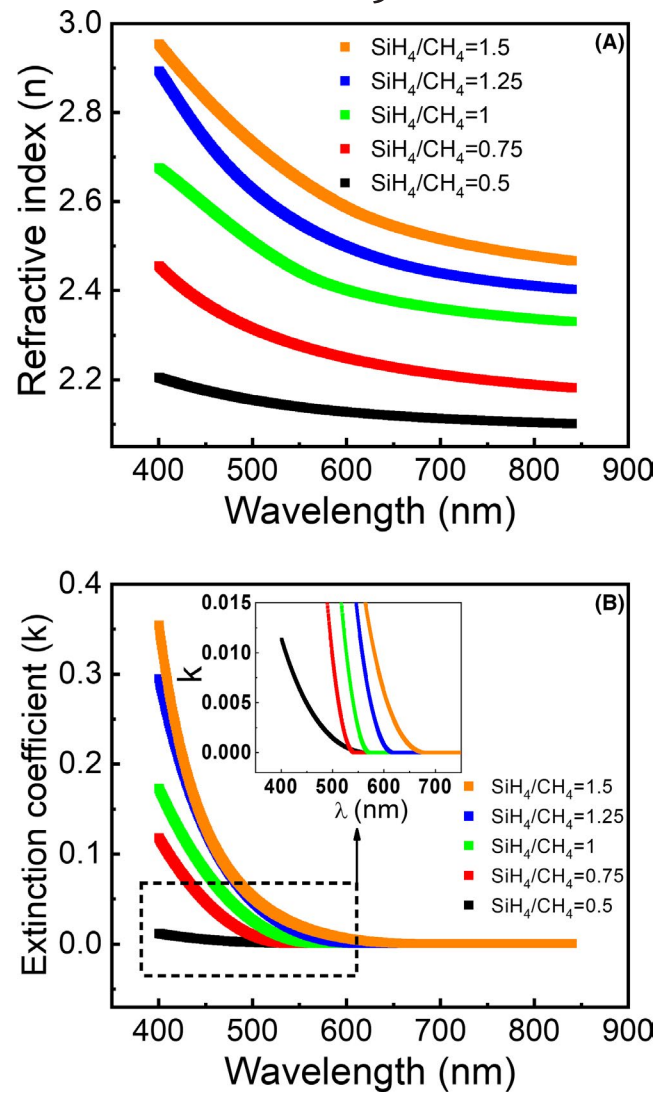 3.0
2.8
2.6
2.4
2.2
Refractive index (n)
(A)
SiH₄/CH₄=1.5
SiH₄/CH₄=1.25
SiH₄/CH₄=1
SiH₄/CH₄=0.75
SiH₄/CH₄=0.5
400 500 600 700 800 900
Wavelength (nm)
0.4
0.3
0.2
0.1
0.0
Extinction coefficient (k)
(B)
0.015
0.010
0.005
0.000
k
400 500 600 700
λ (nm)
SiH₄/CH₄=1.5
SiH₄/CH₄=1.25
SiH₄/CH₄=1
SiH₄/CH₄=0.75
SiH₄/CH₄=0.5
400 500 600 700 800 900
Wavelength (nm)